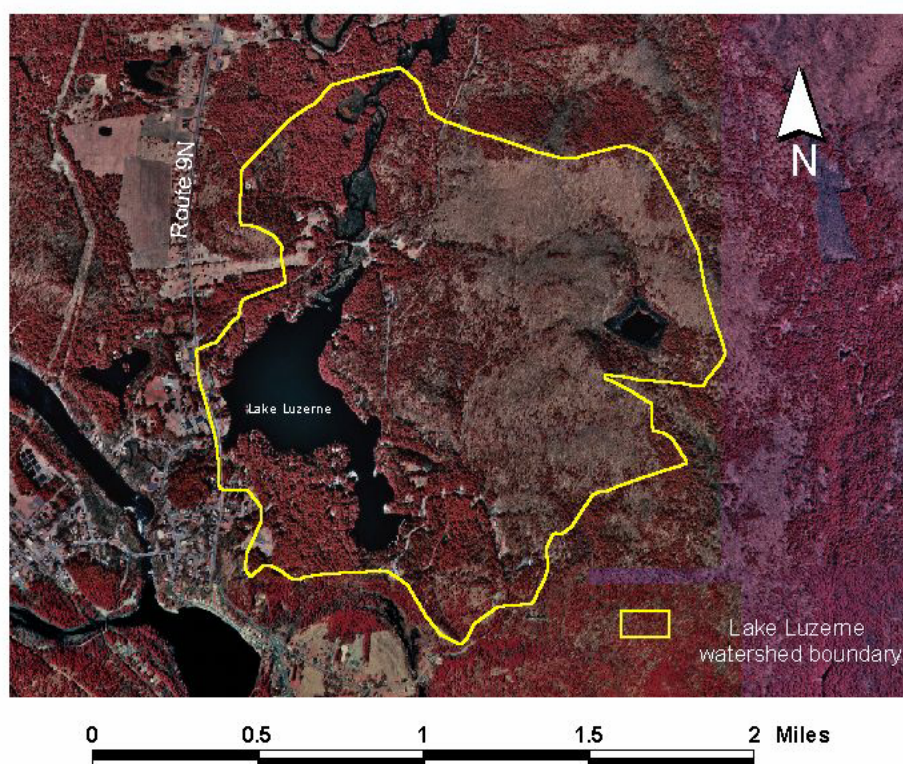 Route 9N
N
Lake Luzerne
Lake Luzerne
watershed boundary
0 0.5 1 1.5 2 Miles